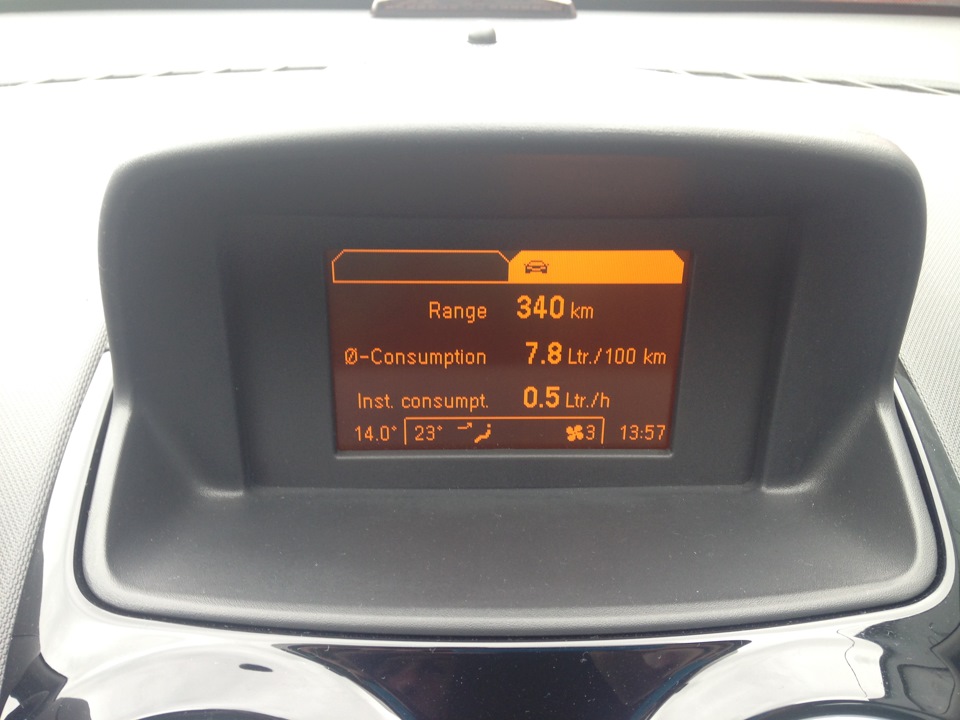 Range 340 km
Ø-Consumption 7.8 Ltr./100 km
Inst. consumpt. 0.5 Ltr./h
14.0° 23° 3 13:57